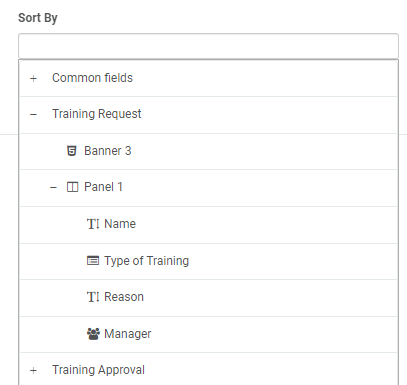 Sort By
+ Common fields
− Training Request
Banner 3
− Panel 1
Name
Type of Training
Reason
Manager
+ Training Approval